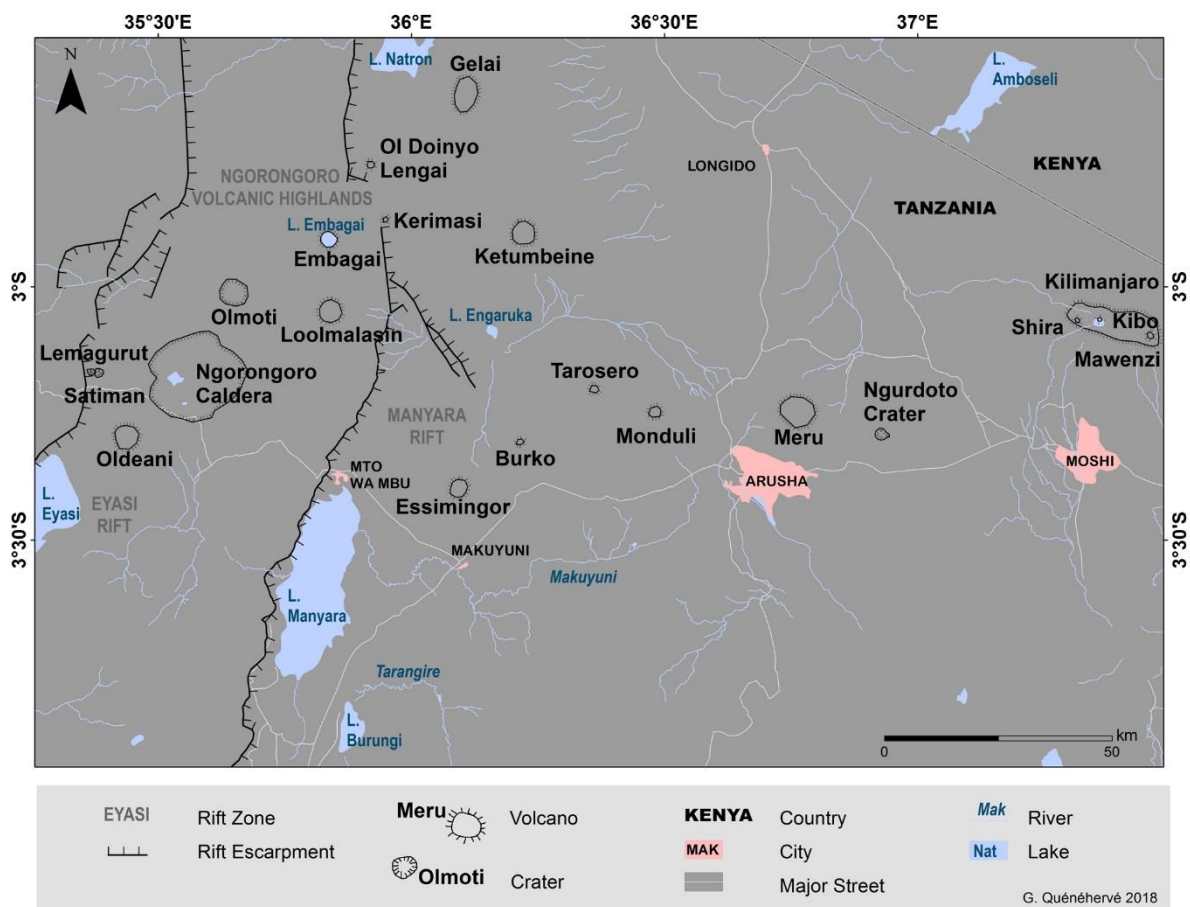 35°30'E
36°E
36°30'E
37°E
N
L. Natron
Gelai
L.
Amboseli
Ol Doinyo
Lengai
LONGIDO
KENYA
NGORONGORO
VOLCANIC HIGHLANDS
TANZANIA
L. Embagai
Kerimasi
Embagai
Ketumbeine
3°S
3°S
Kilimanjaro
Olmoti
Loolmalasin
L. Engaruka
Shira
Kibo
Mawenzi
Lemagurut
Satiman
Ngorongoro
Caldera
Tarosero
Ngurdoto
Crater
MANYARA
RIFT
Monduli
Meru
Oldeani
Burko
MTO
WA MBU
ARUSHA
MOSHI
L.
Eyasi
EYASI
RIFT
Essimingor
3°30'S
3°30'S
MAKUYUNI
Makuyuni
L.
Manyara
Tarangire
L.
Burungi
km
0
50
EYASI
Rift Zone
Meru
Volcano
KENYA
Country
Mak
River
Rift Escarpment
MAK
City
Nat
Lake
Olmoti
Crater
Major Street
G. Quénéhervé 2018